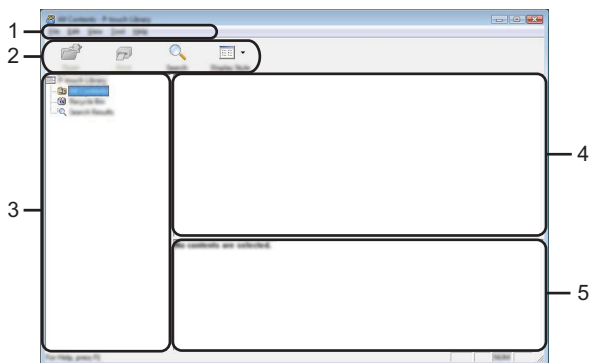 All Contents - P-touch Library
1
File Edit View Tool Help
2
Open Print Search Display Style
P-touch Library
All Contents
Recycle Bin
Search Results
3
4
No contents are selected.
5
For Help, press F1
NUM